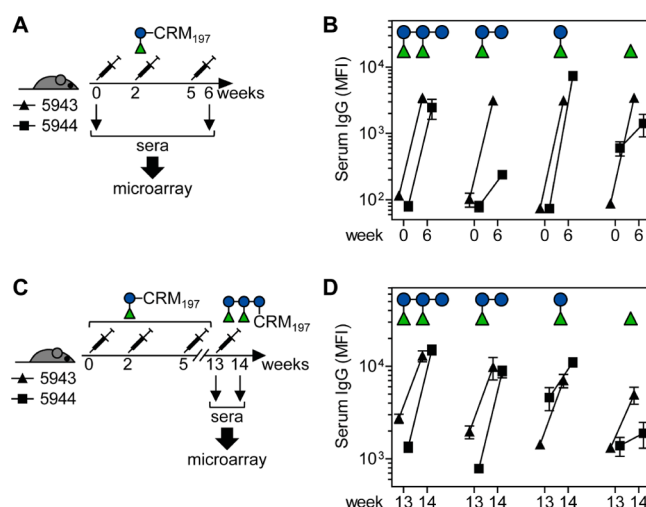 A
CRM197
0 2 5 6 weeks
5943
5944
sera
microarray
B
Serum IgG (MFI)
10^4
10^3
10^2
week 0 6 0 6 0 6 0 6
C
CRM197
CRM197
0 2 5 13 14 weeks
5943
5944
sera
microarray
D
Serum IgG (MFI)
10^4
10^3
week 13 14 13 14 13 14 13 14